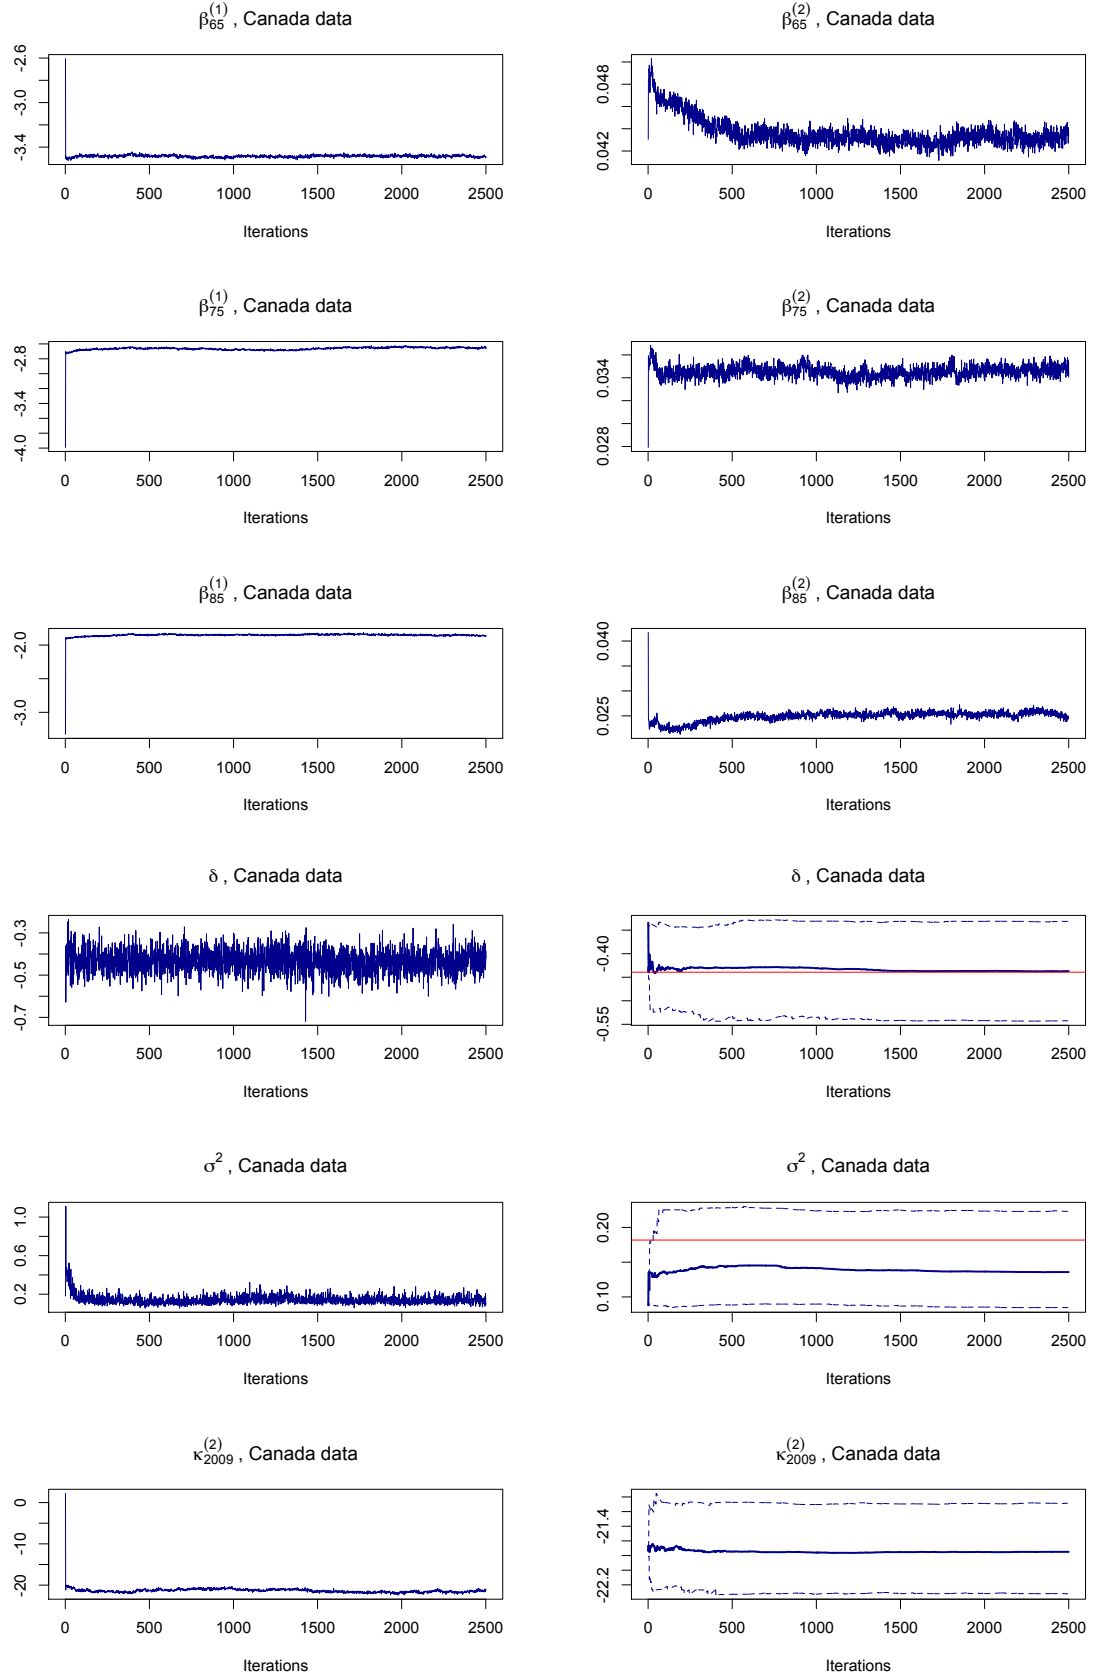 β₆₅⁽¹⁾ , Canada data
-2.6
-3.0
-3.4
0 500 1000 1500 2000 2500
Iterations
β₆₅⁽²⁾ , Canada data
0.048
0.042
0 500 1000 1500 2000 2500
Iterations
β₇₅⁽¹⁾ , Canada data
-2.8
-3.4
-4.0
0 500 1000 1500 2000 2500
Iterations
β₇₅⁽²⁾ , Canada data
0.034
0.028
0 500 1000 1500 2000 2500
Iterations
β₈₅⁽¹⁾ , Canada data
-2.0
-3.0
0 500 1000 1500 2000 2500
Iterations
β₈₅⁽²⁾ , Canada data
0.040
0.025
0 500 1000 1500 2000 2500
Iterations
δ , Canada data
-0.3
-0.5
-0.7
0 500 1000 1500 2000 2500
Iterations
δ , Canada data
-0.40
-0.55
0 500 1000 1500 2000 2500
Iterations
σ² , Canada data
1.0
0.6
0.2
0 500 1000 1500 2000 2500
Iterations
σ² , Canada data
0.20
0.10
0 500 1000 1500 2000 2500
Iterations
κ₂₀₀₉⁽²⁾ , Canada data
0
-10
-20
0 500 1000 1500 2000 2500
Iterations
κ₂₀₀₉⁽²⁾ , Canada data
-21.4
-22.2
0 500 1000 1500 2000 2500
Iterations